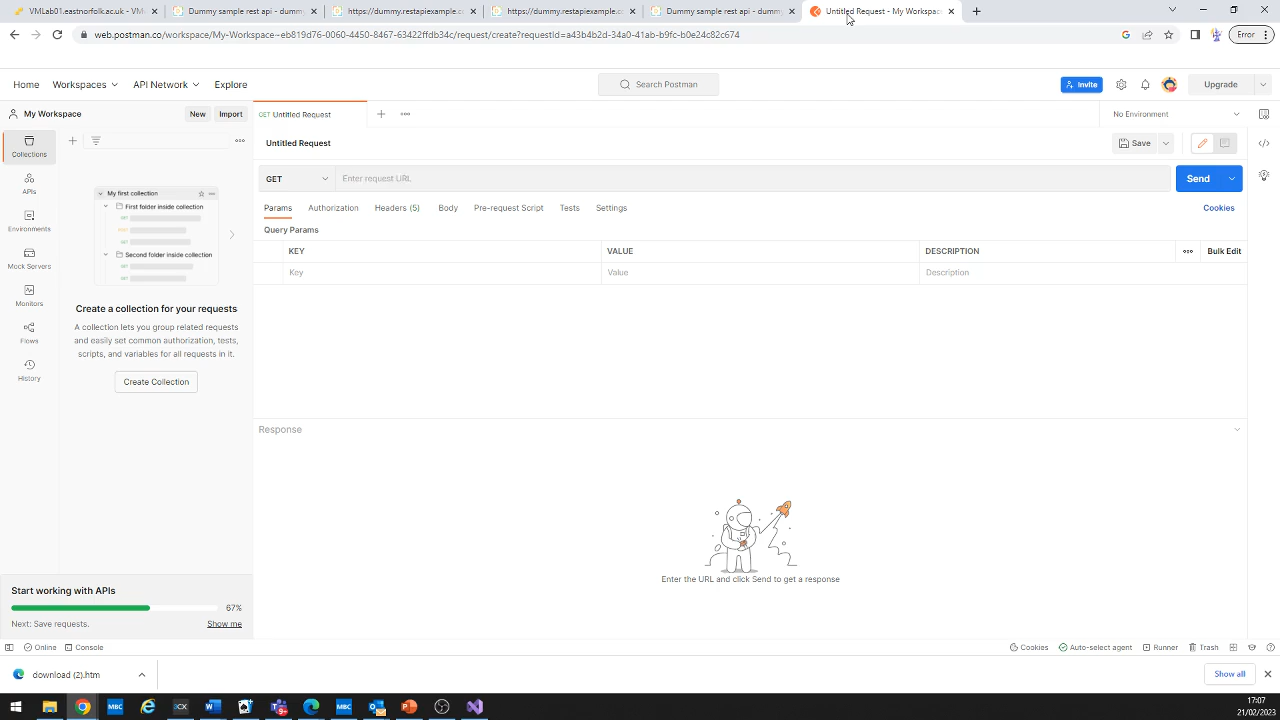 VMLab01.eastnorfolk.ac.uk - VM
Dummy sample rest api - dummy.
https://dummy.restapiexample.c
https://dummy.restapiexample.c
Dummy sample rest api - dummy.
Untitled Request - My Workspac
web.postman.co/workspace/My-Workspace~eb819d76-0060-4450-8467-63422ffdb34c/request/create?requestId=a43b4b2d-34a0-41ab-b9fc-b0e24c82c674
Error
Home
Workspaces
API Network
Explore
Search Postman
Invite
Upgrade
My Workspace
New
Import
GET Untitled Request
No Environment
Collections
APIs
Environments
Mock Servers
Monitors
Flows
History
Untitled Request
Save
GET
Enter request URL
Send
Params
Authorization
Headers (5)
Body
Pre-request Script
Tests
Settings
Cookies
Query Params
KEY
VALUE
DESCRIPTION
Bulk Edit
Key
Value
Description
My first collection
First folder inside collection
GET
GET
Second folder inside collection
GET
GET
Create a collection for your requests
A collection lets you group related requests
and easily set common authorization, tests,
scripts, and variables for all requests in it.
Create Collection
Response
Enter the URL and click Send to get a response
Start working with APIs
67%
Next: Save requests.
Show me
Online
Console
Cookies
Auto-select agent
Runner
Trash
download (2).htm
Show all
MBC
MBC
17:07
21/02/2023